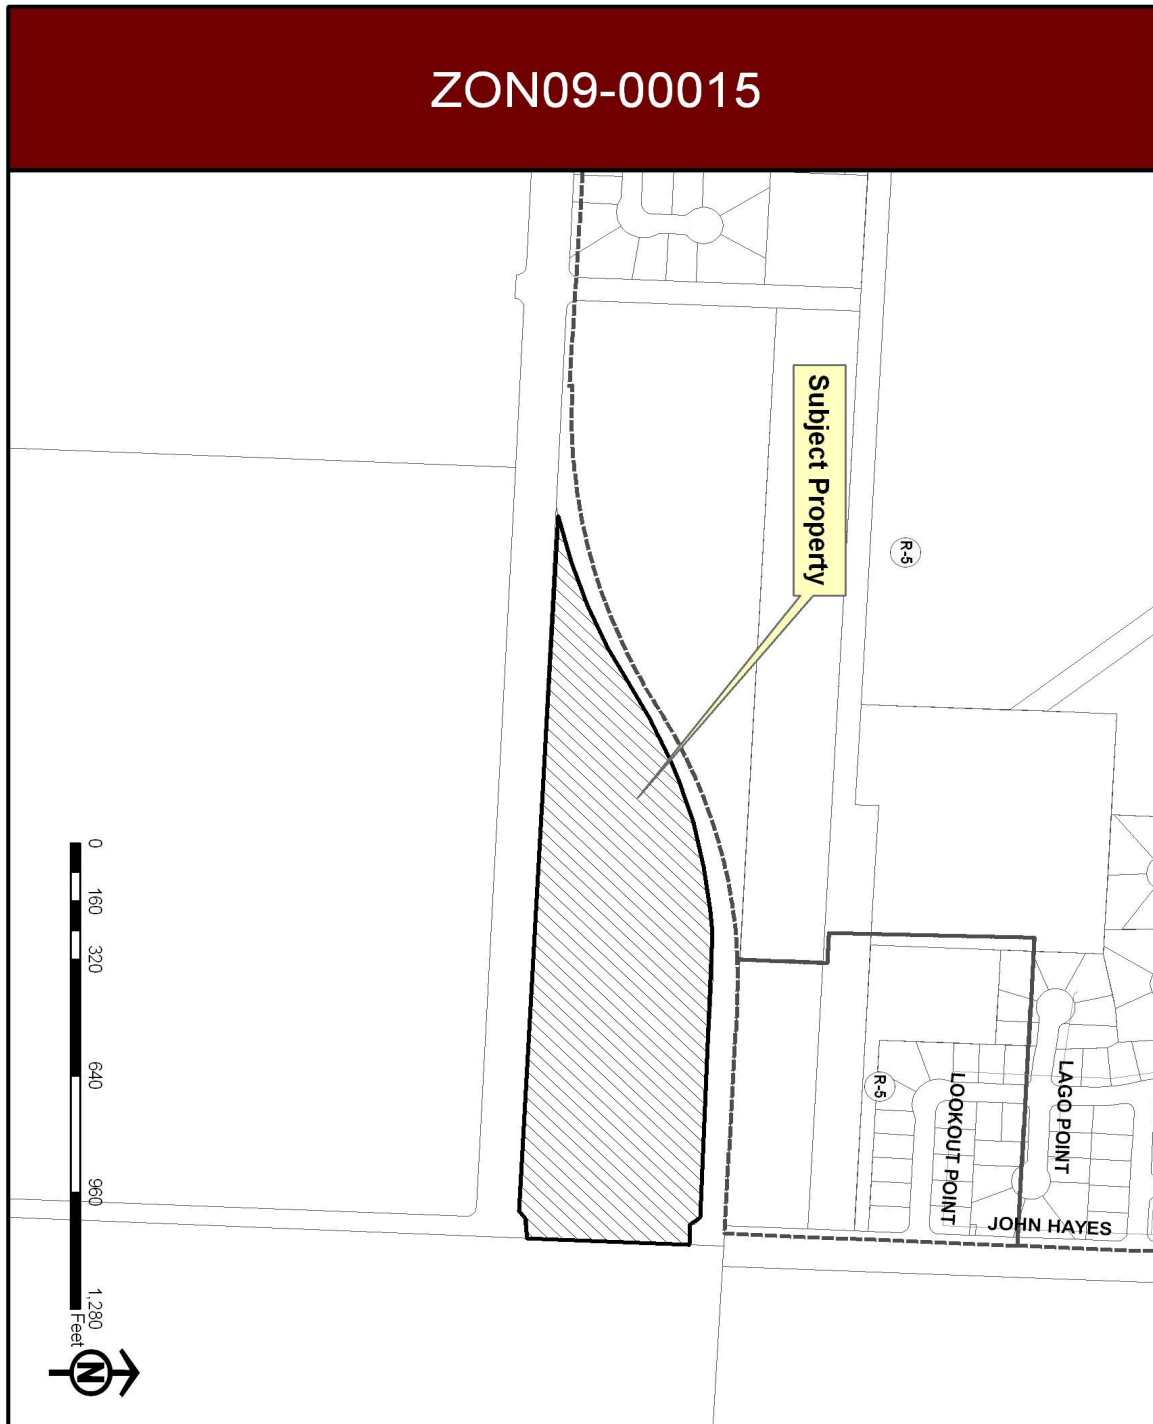 ZON09-00015
Subject Property
R-5
R-5
LAGO POINT
LOOKOUT POINT
JOHN HAYES
0
160
320
640
960
1,280
Feet
N